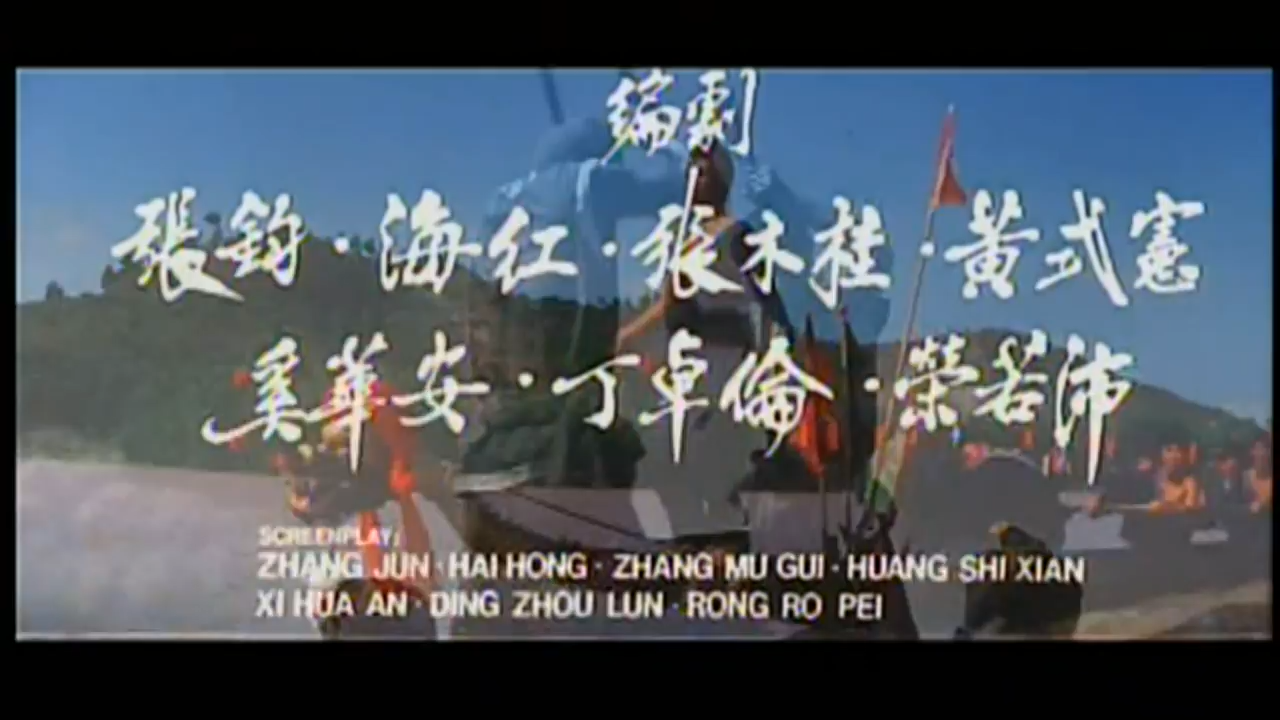 編劇
張鈞·海紅·張木桂·黃式憲
奚華安·丁卓倫·榮若沛
SCREENPLAY:
ZHANG JUN·HAI HONG·ZHANG MU GUI·HUANG SHI XIAN
XI HUA AN·DING ZHOU LUN·RONG RO PEI